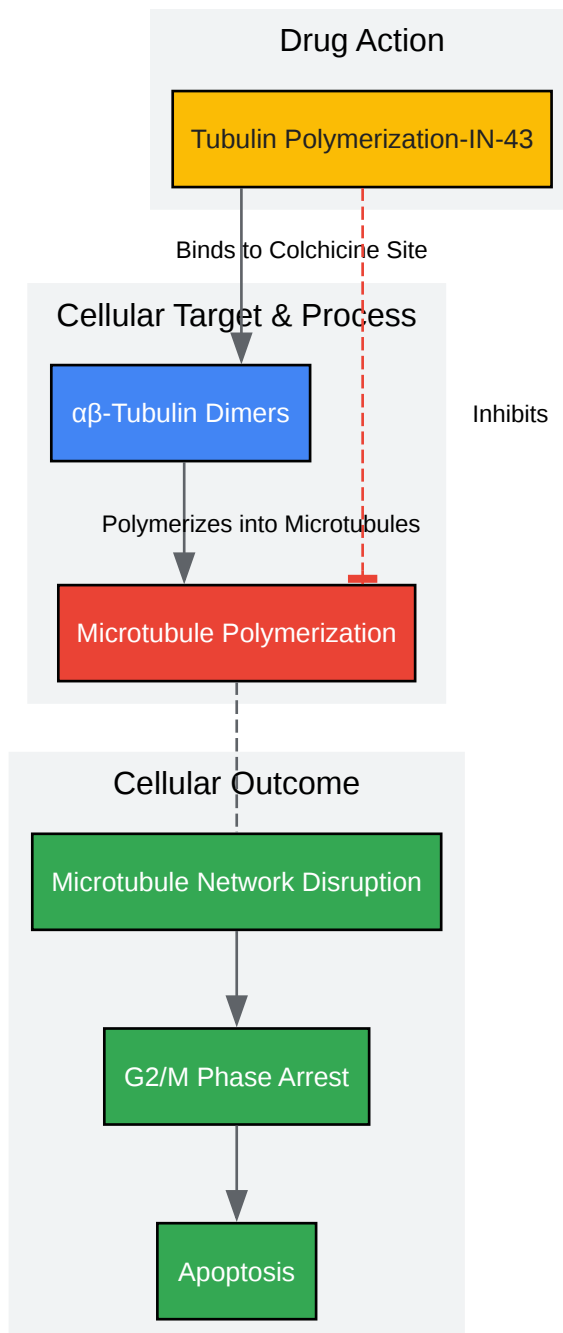 Drug Action
Tubulin Polymerization-IN-43
Binds to Colchicine Site
Cellular Target & Process
αβ-Tubulin Dimers
Inhibits
Polymerizes into Microtubules
Microtubule Polymerization
Cellular Outcome
Microtubule Network Disruption
G2/M Phase Arrest
Apoptosis